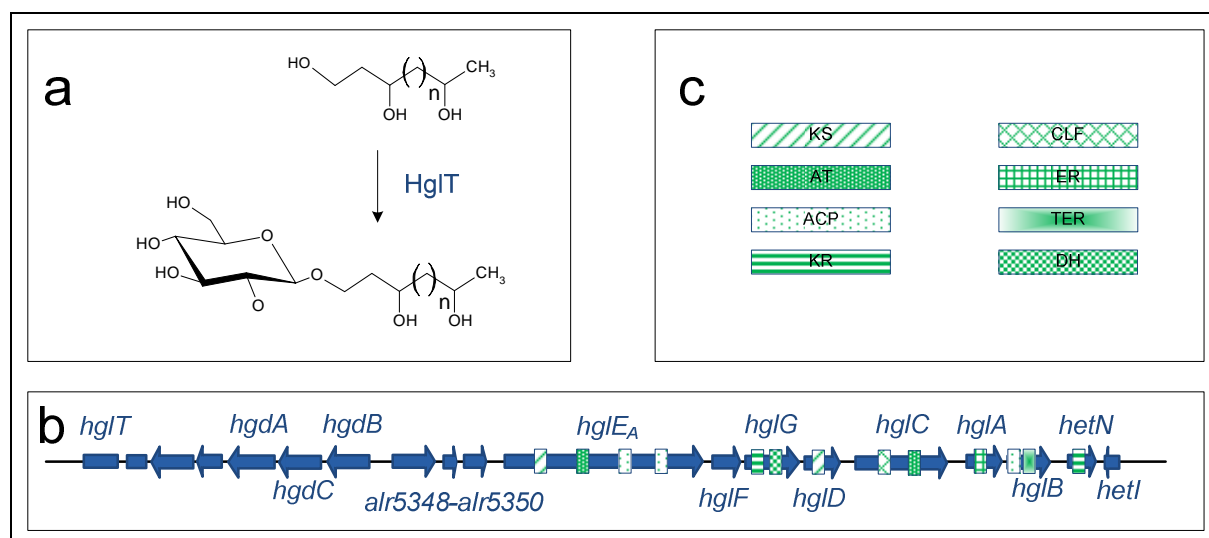 a
HO
CH3
n
OH
OH
HglT
HO
HO
HO
O
O
O
CH3
n
OH
OH
c
KS
CLF
AT
ER
ACP
TER
KR
DH
b
hglT
hgdA
hgdB
hglEA
hglG
hglC
hglA
hetN
hgdC
alr5348-alr5350
hglF
hglD
hglB
hetI